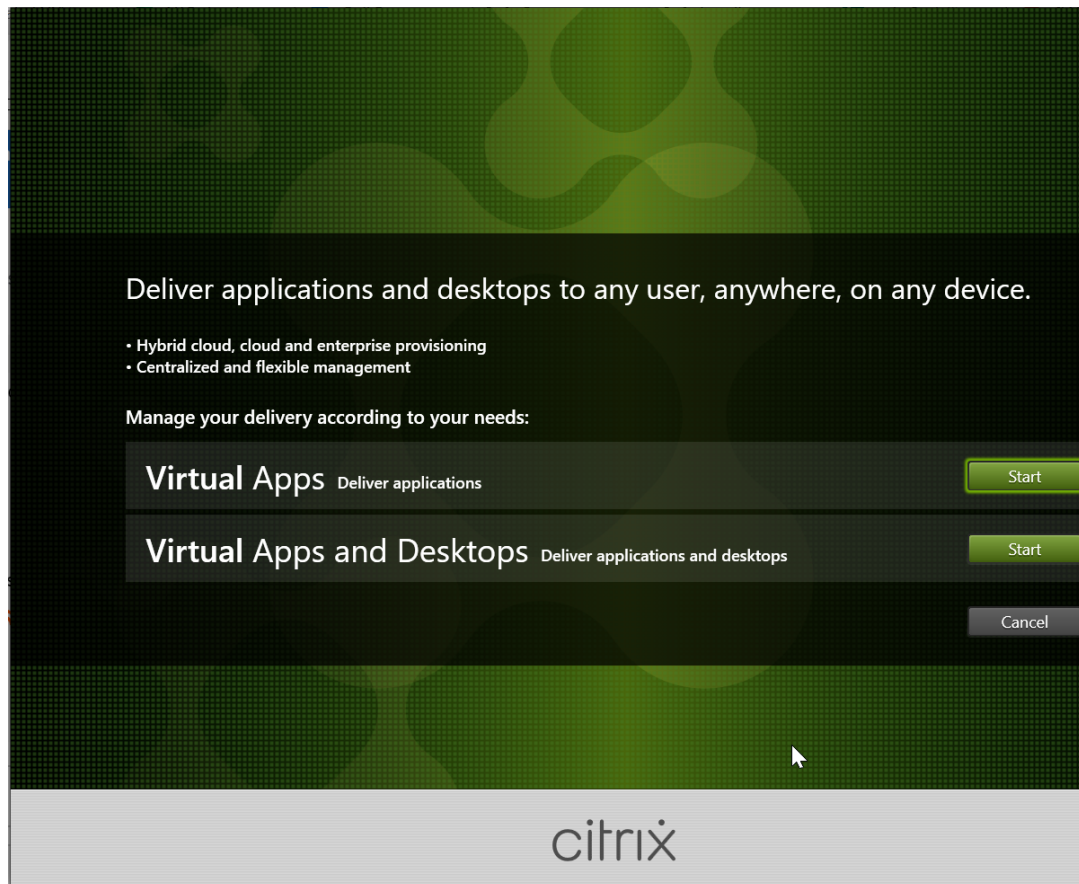 Deliver applications and desktops to any user, anywhere, on any device.
• Hybrid cloud, cloud and enterprise provisioning
• Centralized and flexible management
Manage your delivery according to your needs:
Virtual Apps Deliver applications Start
Virtual Apps and Desktops Deliver applications and desktops Start
Cancel
citrix